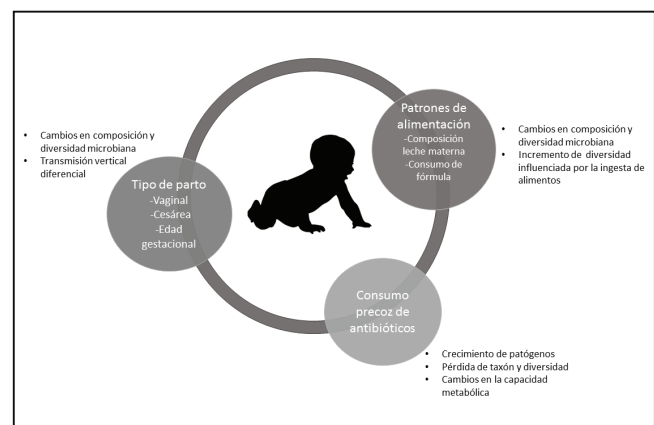 • Cambios en composición y
diversidad microbiana
• Transmisión vertical
diferencial
Tipo de parto
-Vaginal
-Cesárea
-Edad
gestacional
Patrones de
alimentación
-Composición
leche materna
-Consumo de
fórmula
• Cambios en composición y
diversidad microbiana
• Incremento de diversidad
influenciada por la ingesta de
alimentos
Consumo
precoz de
antibióticos
• Crecimiento de patógenos
• Pérdida de taxón y diversidad
• Cambios en la capacidad
metabólica